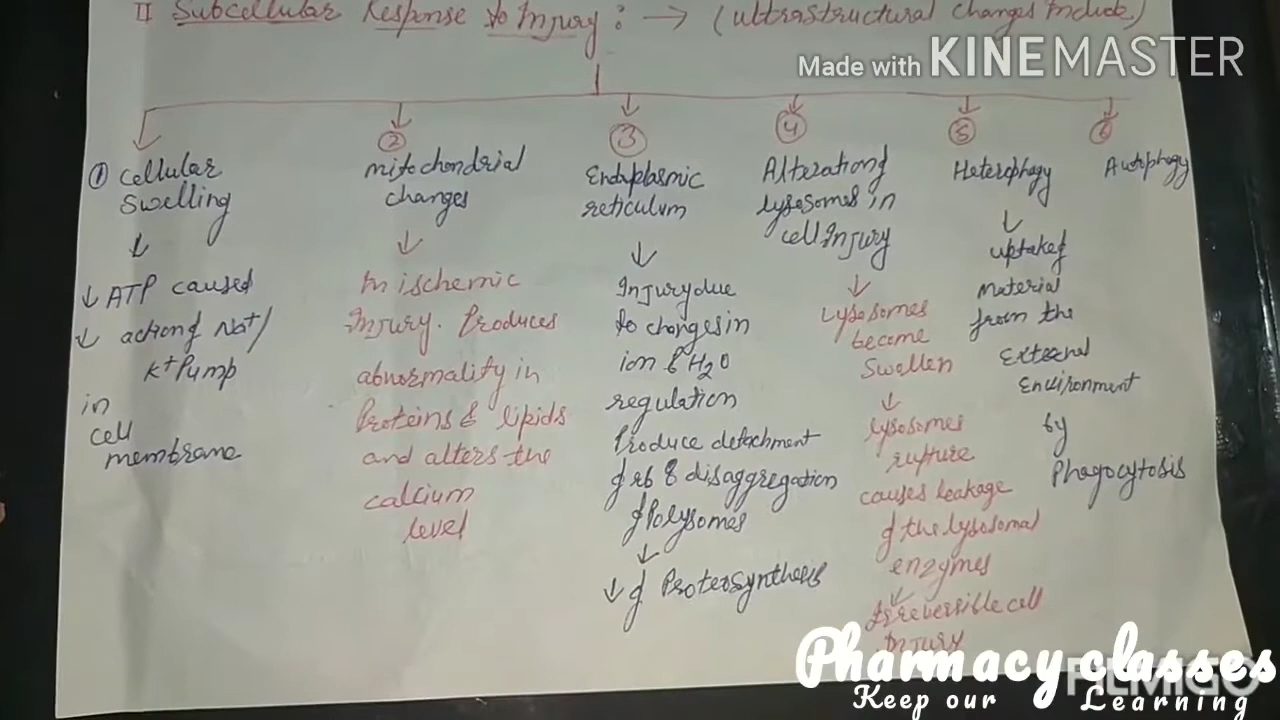 II Subcellular Response to Injury : → (ultrastructural changes Include)
Made with KINEMASTER
① cellular
swelling
↓
↓ ATP caused
↓ action of Na+/
K+ Pump
in
cell
membrane
②
mitochondrial
changes
↓
In ischemic
Injury. Produces
abnormality in
Proteins & lipids
and alters the
calcium
level
③
Endoplasmic
reticulum
↓
Injury due
to changes in
ion & H2O
regulation
Produce detachment
of rb & disaggregation
of Polysomes
↓
↓ of Proteosynthesis
④
Alteration of
lysosomes in
cell Injury
↓
Lysosomes
become
Swollen
↓
lysosomes
rupture
causes leakage
of the lysosomal
enzymes
↓
Irreversible cell
Injury
⑤
Heterophagy
↓
uptake of
material
from the
External
Environment
by
Phagocytosis
⑥
Autophagy
Pharmacy classes
Keep our Learning
FILMIGO